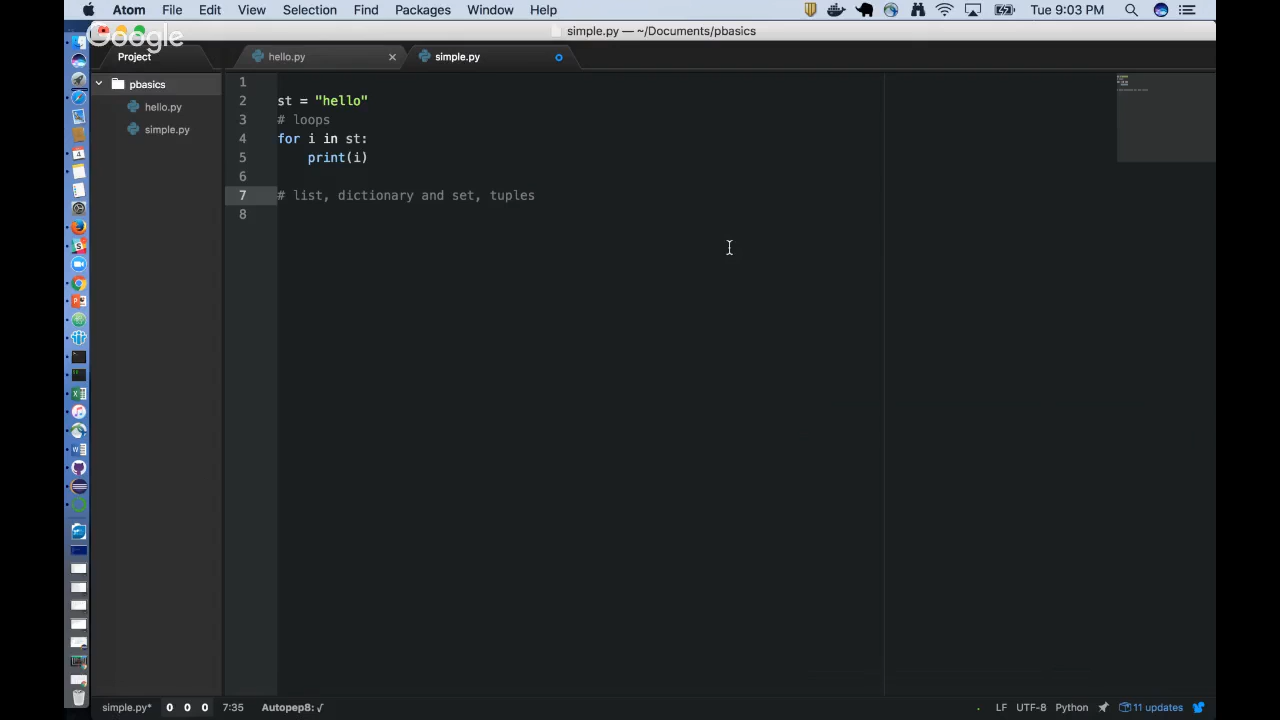 Atom File Edit View Selection Find Packages Window Help Tue 9:03 PM
Google
simple.py — ~/Documents/pbasics
Project
hello.py
simple.py
pbasics
hello.py
simple.py
1
2 st = "hello"
3 # loops
4 for i in st:
5 print(i)
6
7 # list, dictionary and set, tuples
8
simple.py* 0 0 0 7:35 Autopep8: ✓ LF UTF-8 Python 11 updates